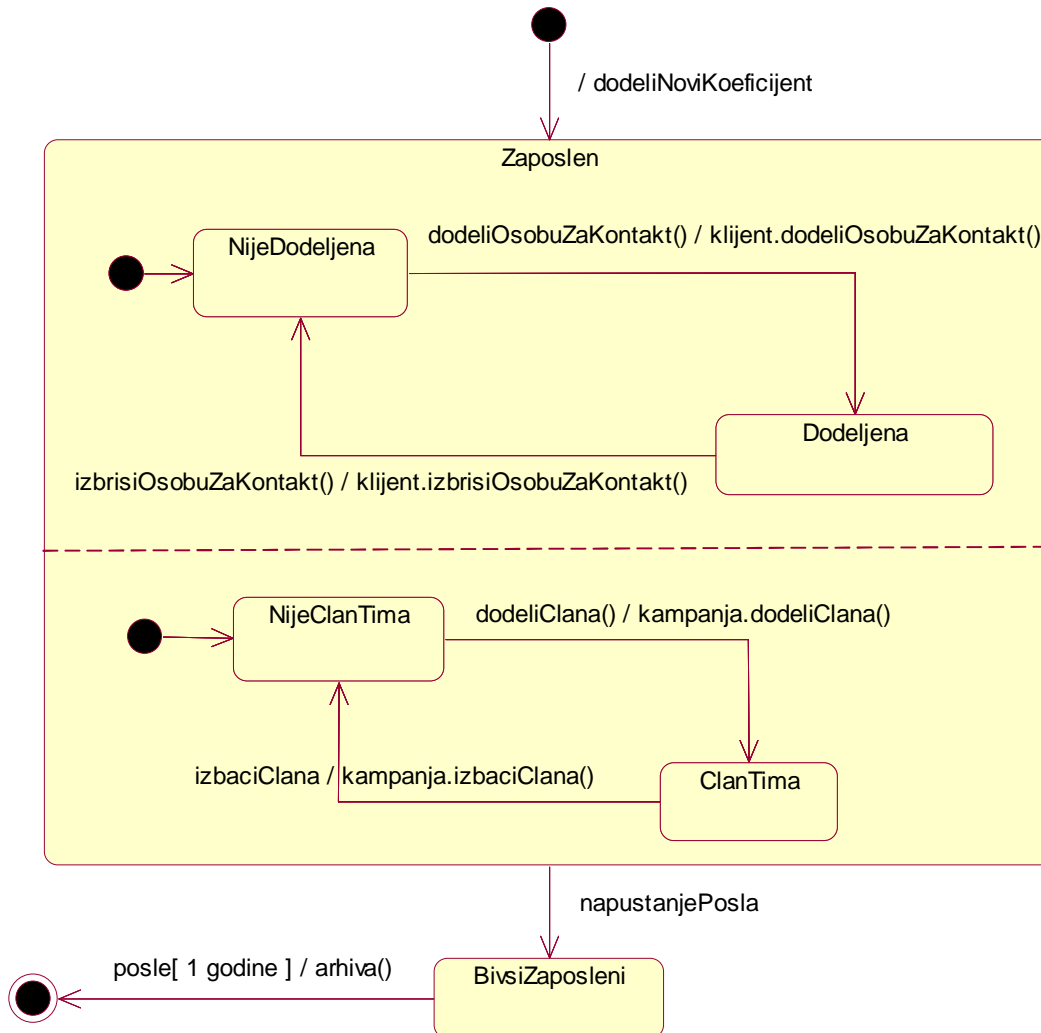 / dodeliNoviKoeficijent
Zaposlen
NijeDodeljena
dodeliOsobuZaKontakt() / klijent.dodeliOsobuZaKontakt()
Dodeljena
izbrisiOsobuZaKontakt() / klijent.izbrisiOsobuZaKontakt()
NijeClanTima
dodeliClana() / kampanja.dodeliClana()
izbaciClana / kampanja.izbaciClana()
ClanTima
napustanjePosla
posle[ 1 godine ] / arhiva()
BivsiZaposleni